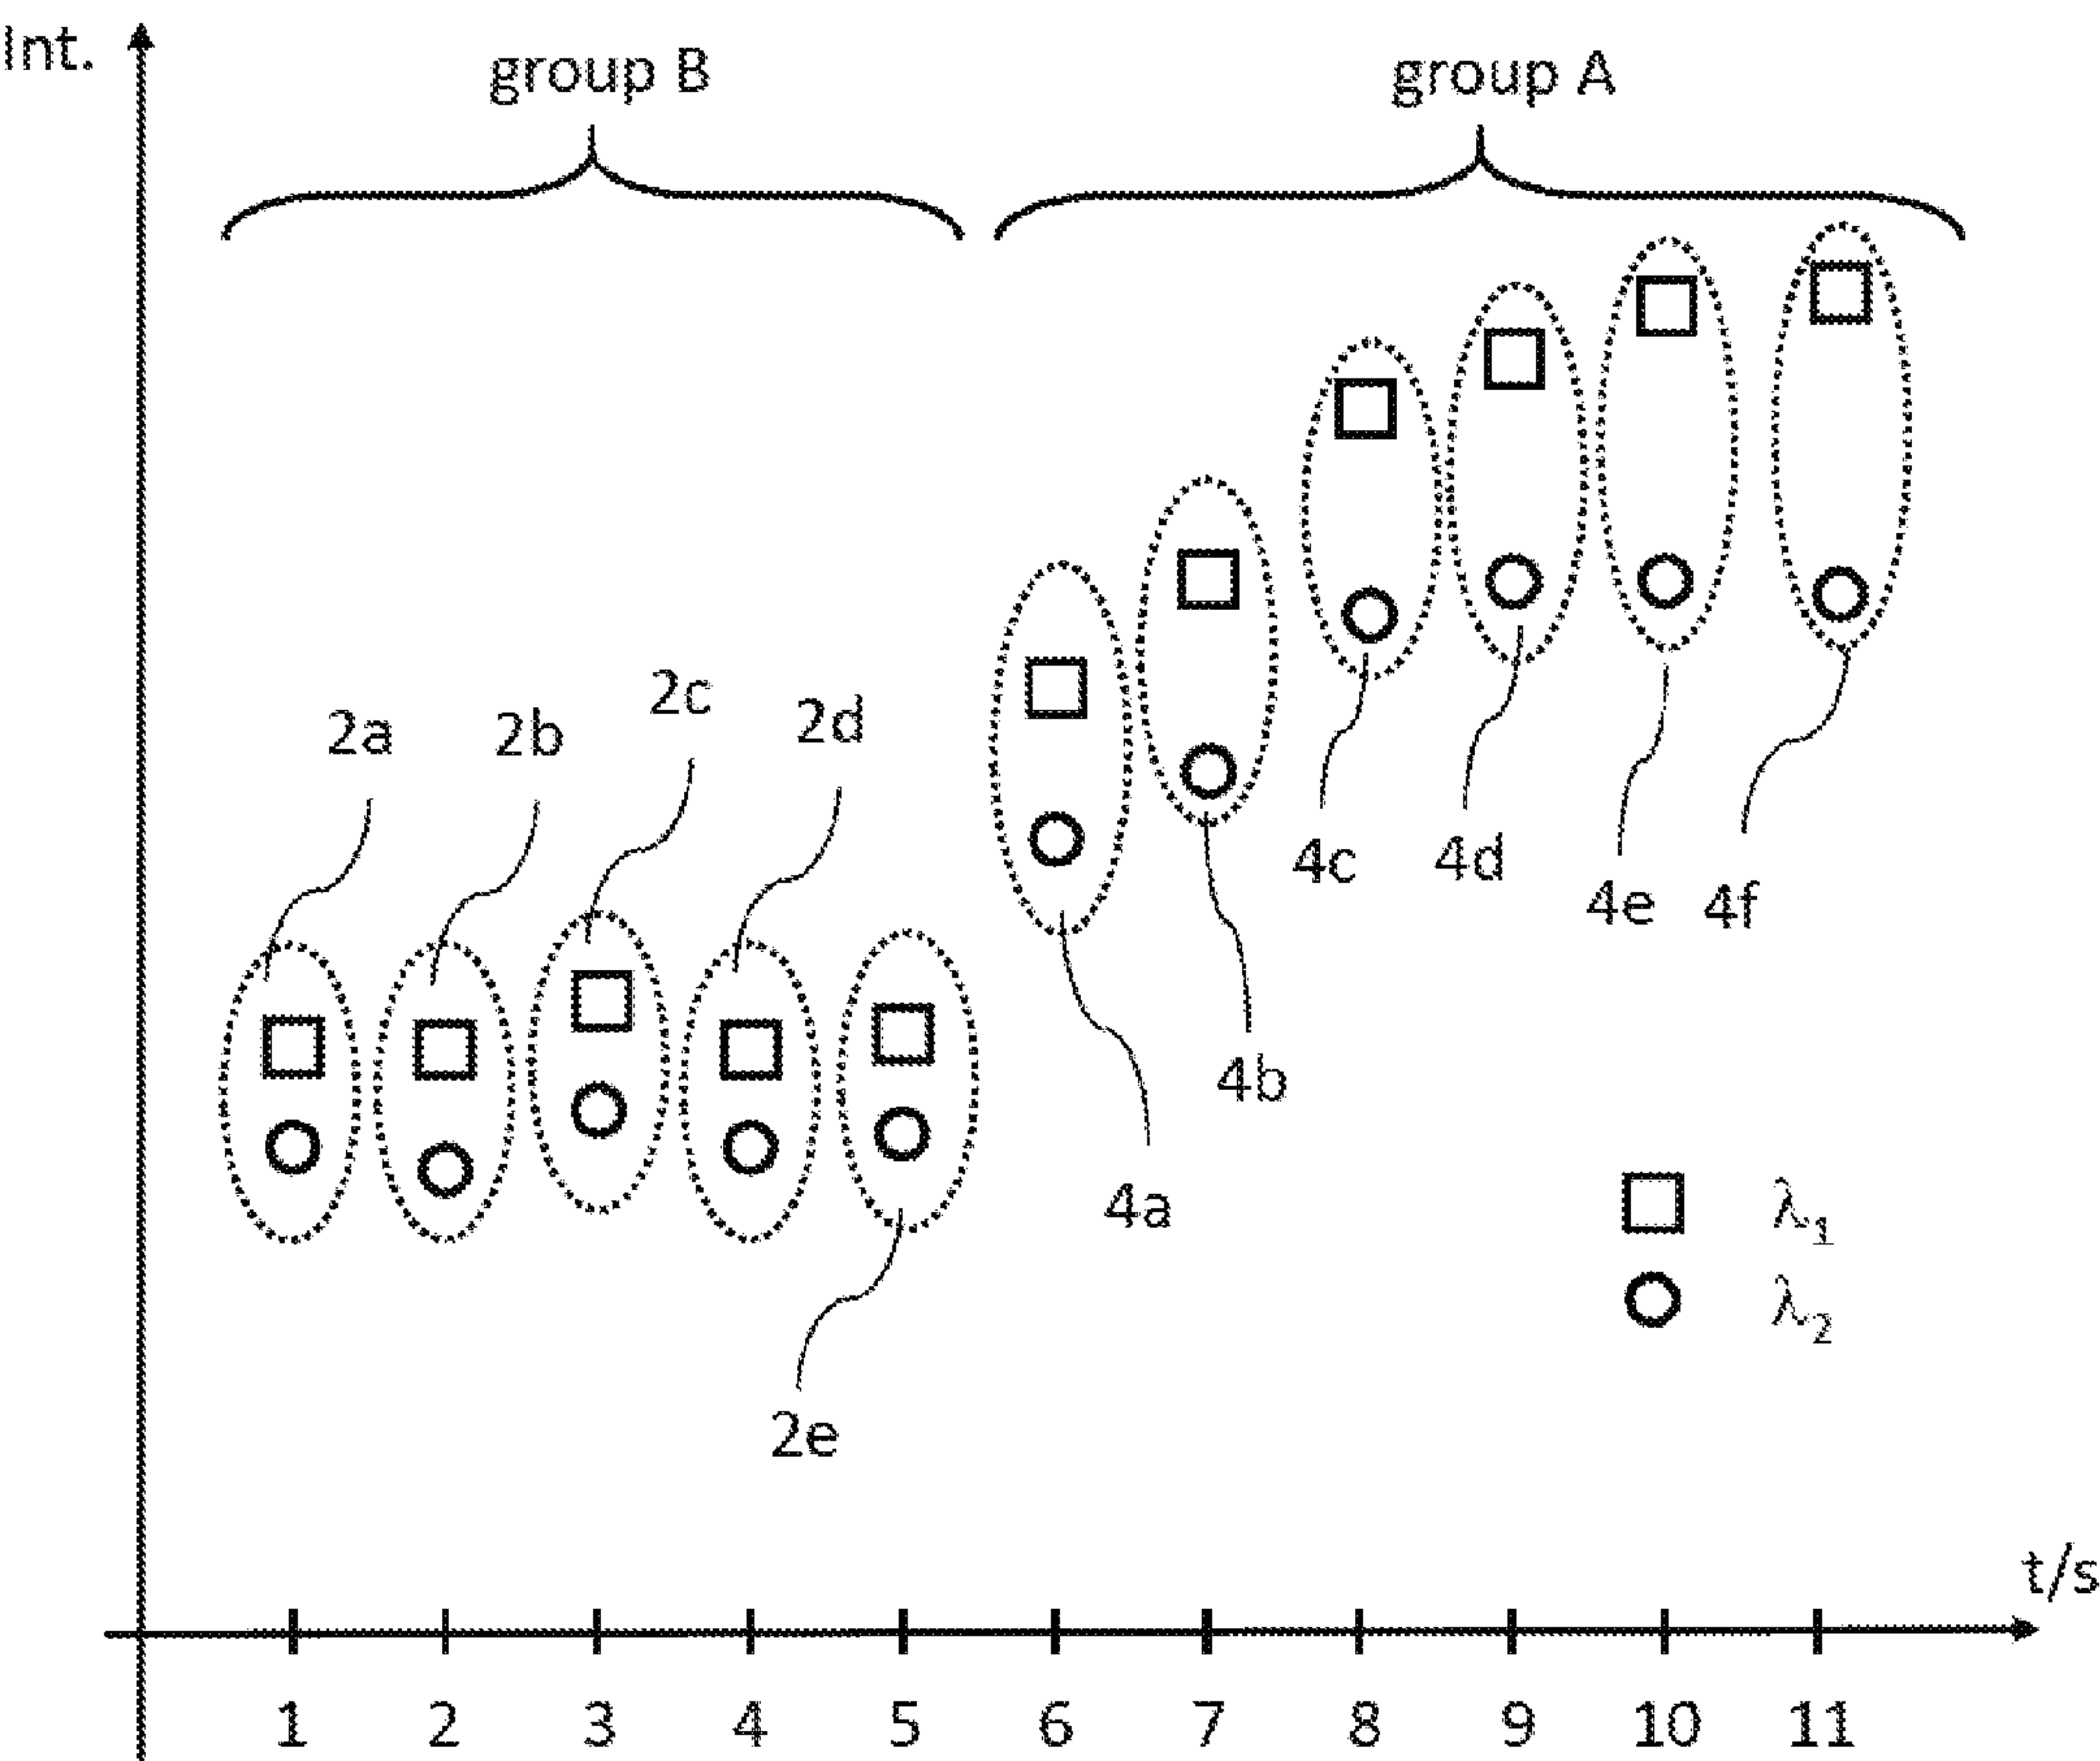 Int.
group B
group A
2a
2b
2c
2d
4c
4d
4e
4f
4b
4a
2e
λ₁
λ₂
t/s
1 2 3 4 5 6 7 8 9 10 11